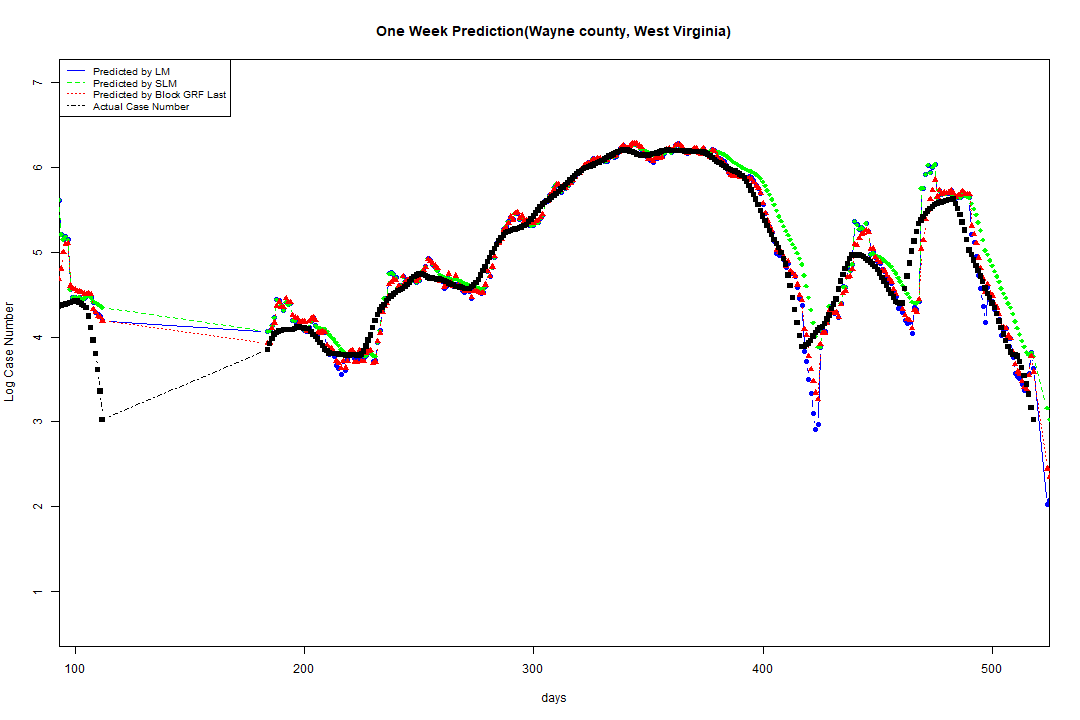 One Week Prediction(Wayne county, West Virginia)
Predicted by LM
Predicted by SLM
Predicted by Block GRF Last
Actual Case Number
7
6
5
4
3
2
1
Log Case Number
100 200 300 400 500
days